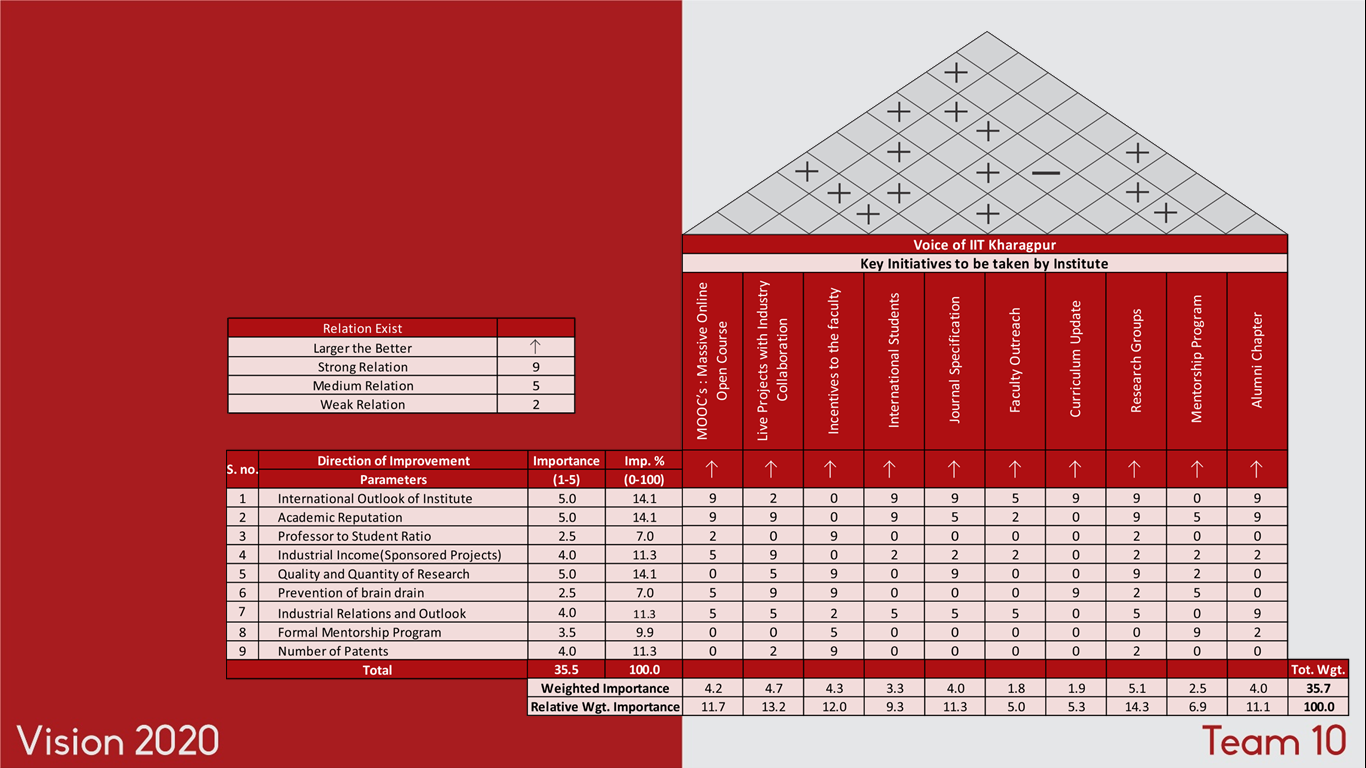 Voice of IIT Kharagpur
Key Initiatives to be taken by Institute
MOOC's : Massive Online
Open Course
Live Projects with Industry
Collaboration
Incentives to the faculty
International Students
Journal Specification
Faculty Outreach
Curriculum Update
Research Groups
Mentorship Program
Alumni Chapter
Relation Exist
Larger the Better ↑
Strong Relation 9
Medium Relation 5
Weak Relation 2
S. no. Direction of Improvement Importance Imp. % ↑ ↑ ↑ ↑ ↑ ↑ ↑ ↑ ↑ ↑
Parameters (1-5) (0-100)
1 International Outlook of Institute 5.0 14.1 9 2 0 9 9 5 9 9 0 9
2 Academic Reputation 5.0 14.1 9 9 0 9 5 2 0 9 5 9
3 Professor to Student Ratio 2.5 7.0 2 0 9 0 0 0 0 2 0 0
4 Industrial Income(Sponsored Projects) 4.0 11.3 5 9 0 2 2 2 0 2 2 2
5 Quality and Quantity of Research 5.0 14.1 0 5 9 0 9 0 0 9 2 0
6 Prevention of brain drain 2.5 7.0 5 9 9 0 0 0 9 2 5 0
7 Industrial Relations and Outlook 4.0 11.3 5 5 2 5 5 5 0 5 0 9
8 Formal Mentorship Program 3.5 9.9 0 0 5 0 0 0 0 0 9 2
9 Number of Patents 4.0 11.3 0 2 9 0 0 0 0 2 0 0
Total 35.5 100.0 Tot. Wgt.
Weighted Importance 4.2 4.7 4.3 3.3 4.0 1.8 1.9 5.1 2.5 4.0 35.7
Relative Wgt. Importance 11.7 13.2 12.0 9.3 11.3 5.0 5.3 14.3 6.9 11.1 100.0
Vision 2020
Team 10